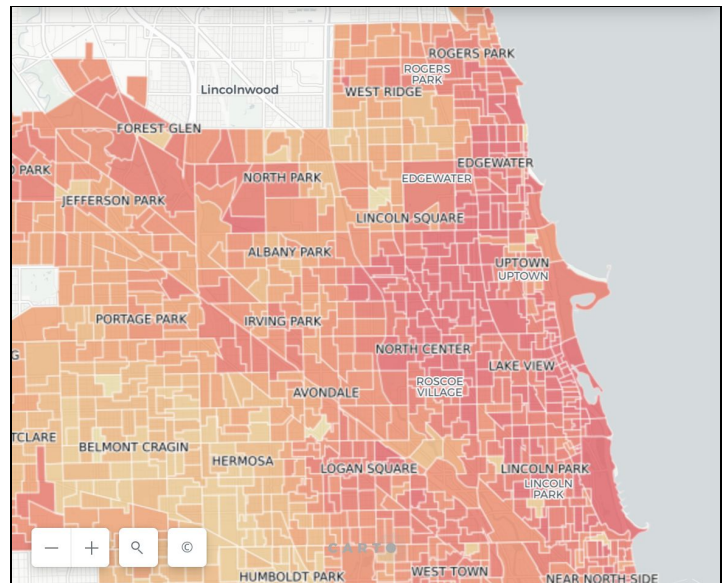 ROGERS PARK
ROGERS
PARK
Lincolnwood
WEST RIDGE
FOREST GLEN
EDGEWATER
PARK
NORTH PARK
EDGEWATER
JEFFERSON PARK
LINCOLN SQUARE
ALBANY PARK
UPTOWN
UPTOWN
PORTAGE PARK
IRVING PARK
NORTH CENTER
G
LAKE VIEW
ROSCOE
VILLAGE
AVONDALE
TCLARE
BELMONT CRAGIN
HERMOSA
LOGAN SQUARE
LINCOLN PARK
LINCOLN
PARK
©
CARTO
HUMBOLDT PARK
WEST TOWN
NEAR NORTH SIDE